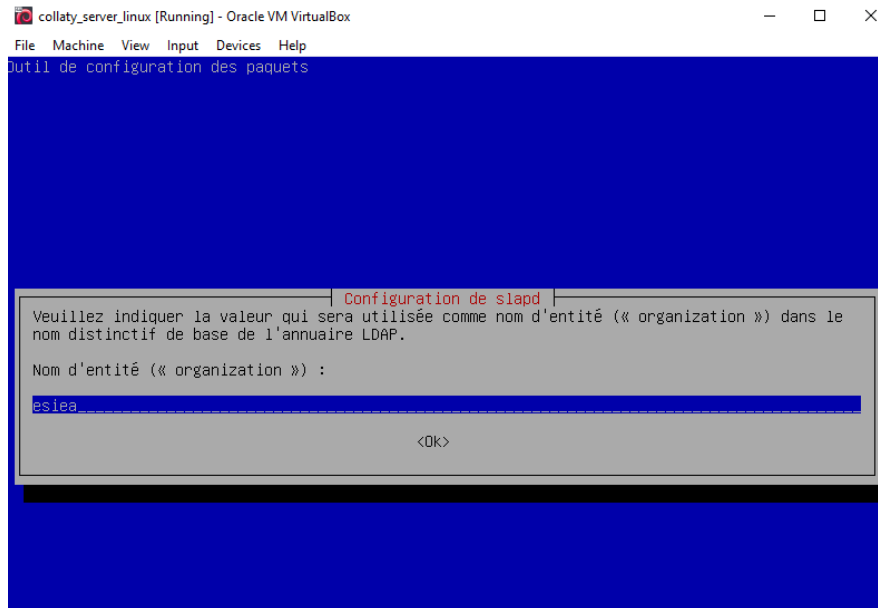 collaty_server_linux [Running] - Oracle VM VirtualBox
File Machine View Input Devices Help
Outil de configuration des paquets
Configuration de slapd
Veuillez indiquer la valeur qui sera utilisée comme nom d'entité (« organization ») dans le
nom distinctif de base de l'annuaire LDAP.
Nom d'entité (« organization ») :
esiea
<Ok>